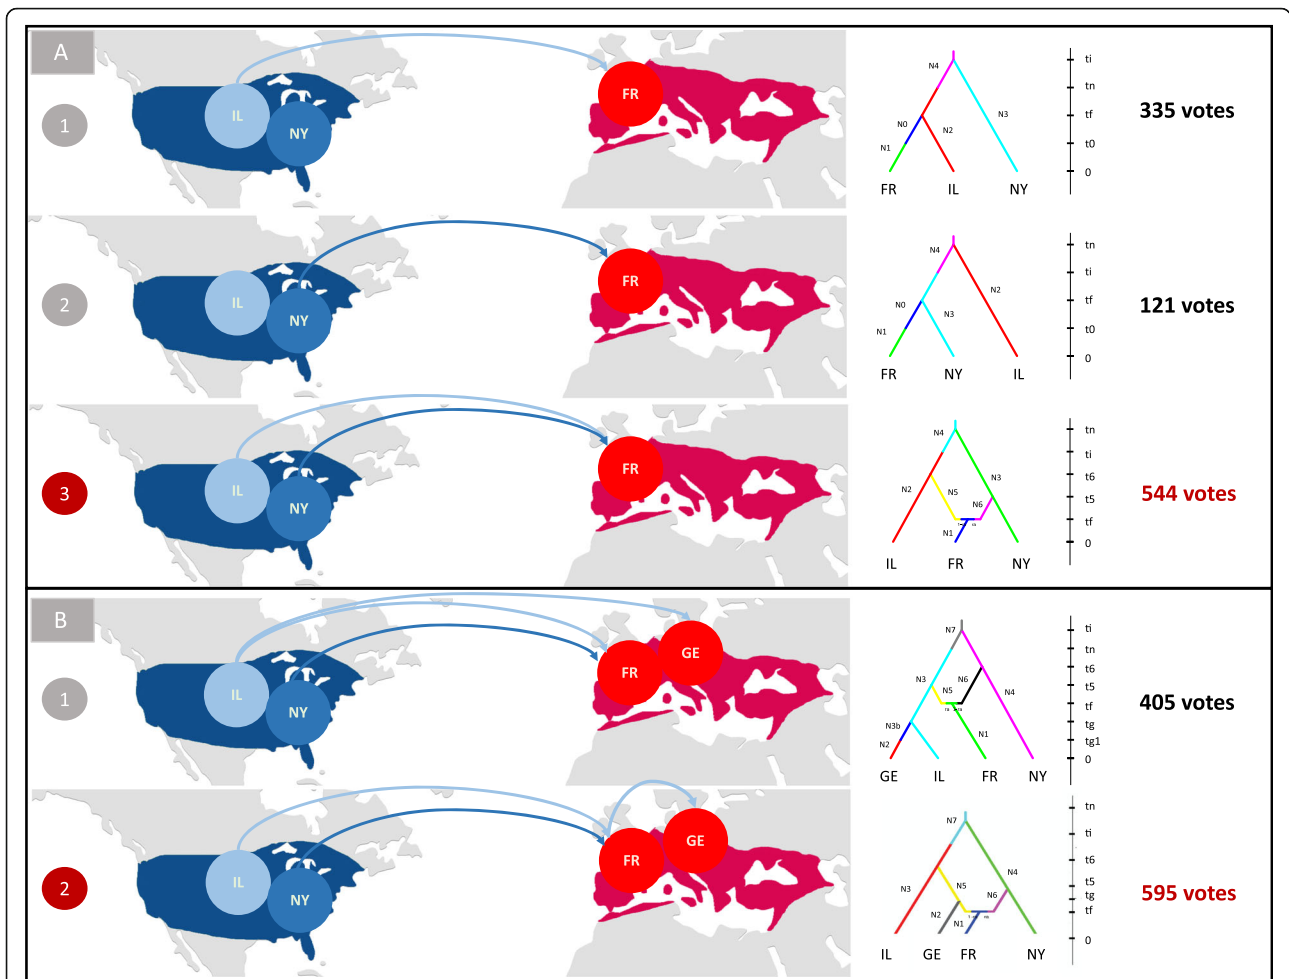 A
1
IL
NY
FR
N4
N3
N0
N2
N1
FR IL NY
ti
tn
tf
t0
0
335 votes
2
IL
NY
FR
N4
N2
N0
N3
N1
FR NY IL
tn
ti
tf
t0
0
121 votes
3
IL
NY
FR
N4
N3
N2
N5
N6
N1
IL FR NY
tn
ti
t6
t5
tf
0
544 votes
B
1
IL
NY
FR
GE
N7
N3
N6
N5
N4
N3b
N1
N2
GE IL FR NY
ti
tn
t6
t5
tf
tg
tg1
0
405 votes
2
IL
NY
FR
GE
N7
N4
N3
N5
N6
N2
N1
IL GE FR NY
tn
ti
t6
t5
tg
tf
0
595 votes